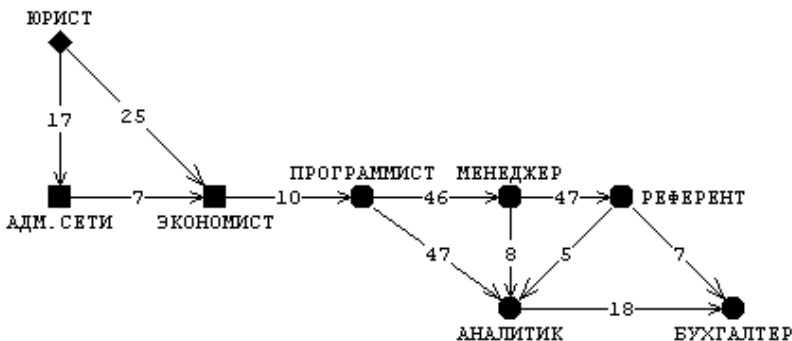 ЮРИСТ
17
25
ПРОГРАММИСТ
МЕНЕДЖЕР
7
10
46
47
РЕФЕРЕНТ
АДМ.СЕТИ
ЭКОНОМИСТ
47
8
5
7
18
АНАЛИТИК
БУХГАЛТЕР